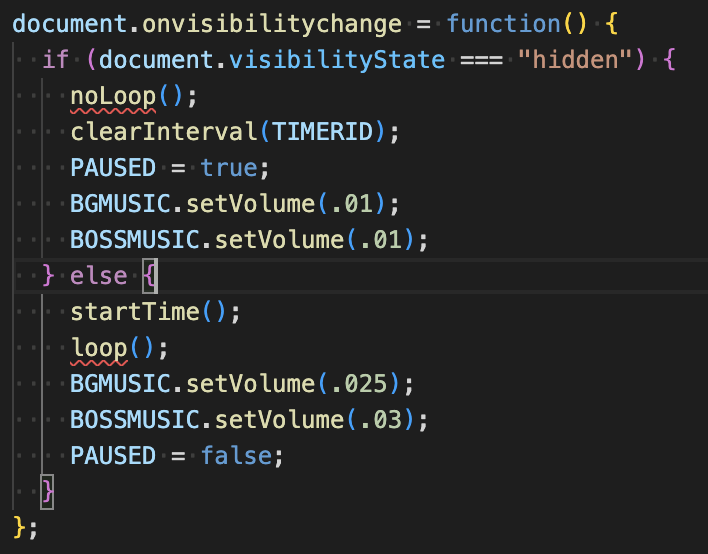 document.onvisibilitychange = function() {
  if (document.visibilityState === "hidden") {
    noLoop();
    clearInterval(TIMERID);
    PAUSED = true;
    BGMUSIC.setVolume(.01);
    BOSSMUSIC.setVolume(.01);
  } else {
    startTime();
    loop();
    BGMUSIC.setVolume(.025);
    BOSSMUSIC.setVolume(.03);
    PAUSED = false;
  }
};